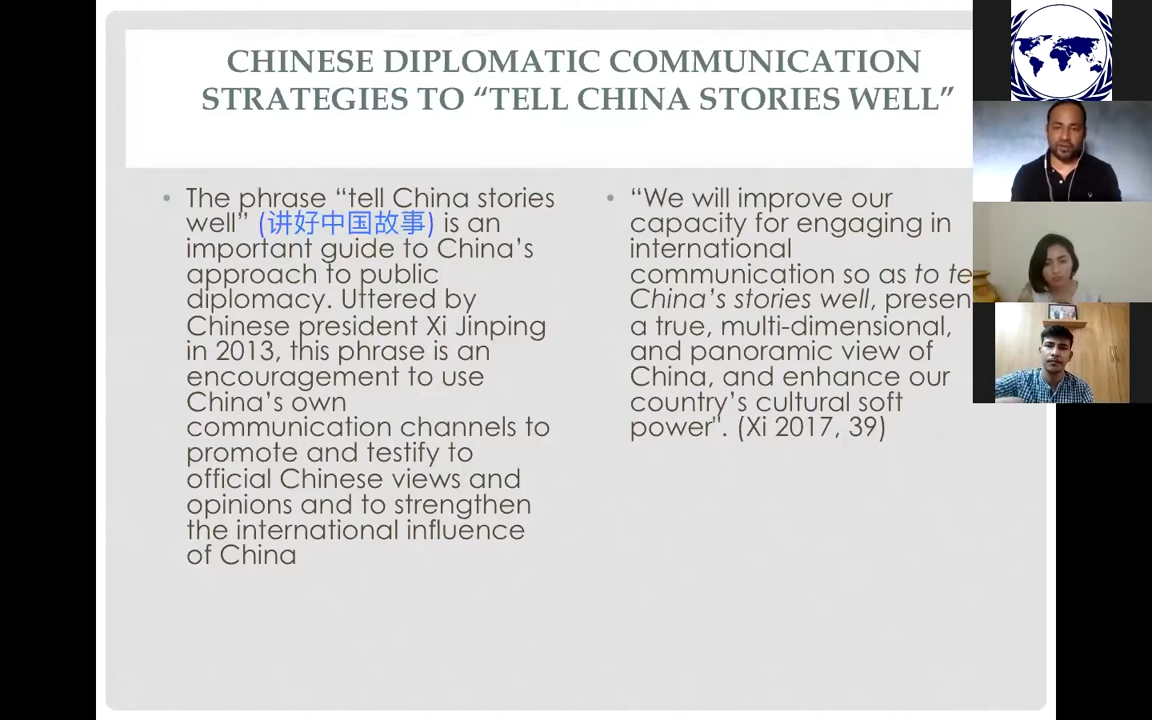 CHINESE DIPLOMATIC COMMUNICATION
STRATEGIES TO “TELL CHINA STORIES WELL”
The phrase “tell China stories
well” (讲好中国故事) is an
important guide to China’s
approach to public
diplomacy. Uttered by
Chinese president Xi Jinping
in 2013, this phrase is an
encouragement to use
China’s own
communication channels to
promote and testify to
official Chinese views and
opinions and to strengthen
the international influence
of China
“We will improve our
capacity for engaging in
international
communication so as to te
China’s stories well, presen
a true, multi-dimensional,
and panoramic view of
China, and enhance our
country’s cultural soft
power". (Xi 2017, 39)